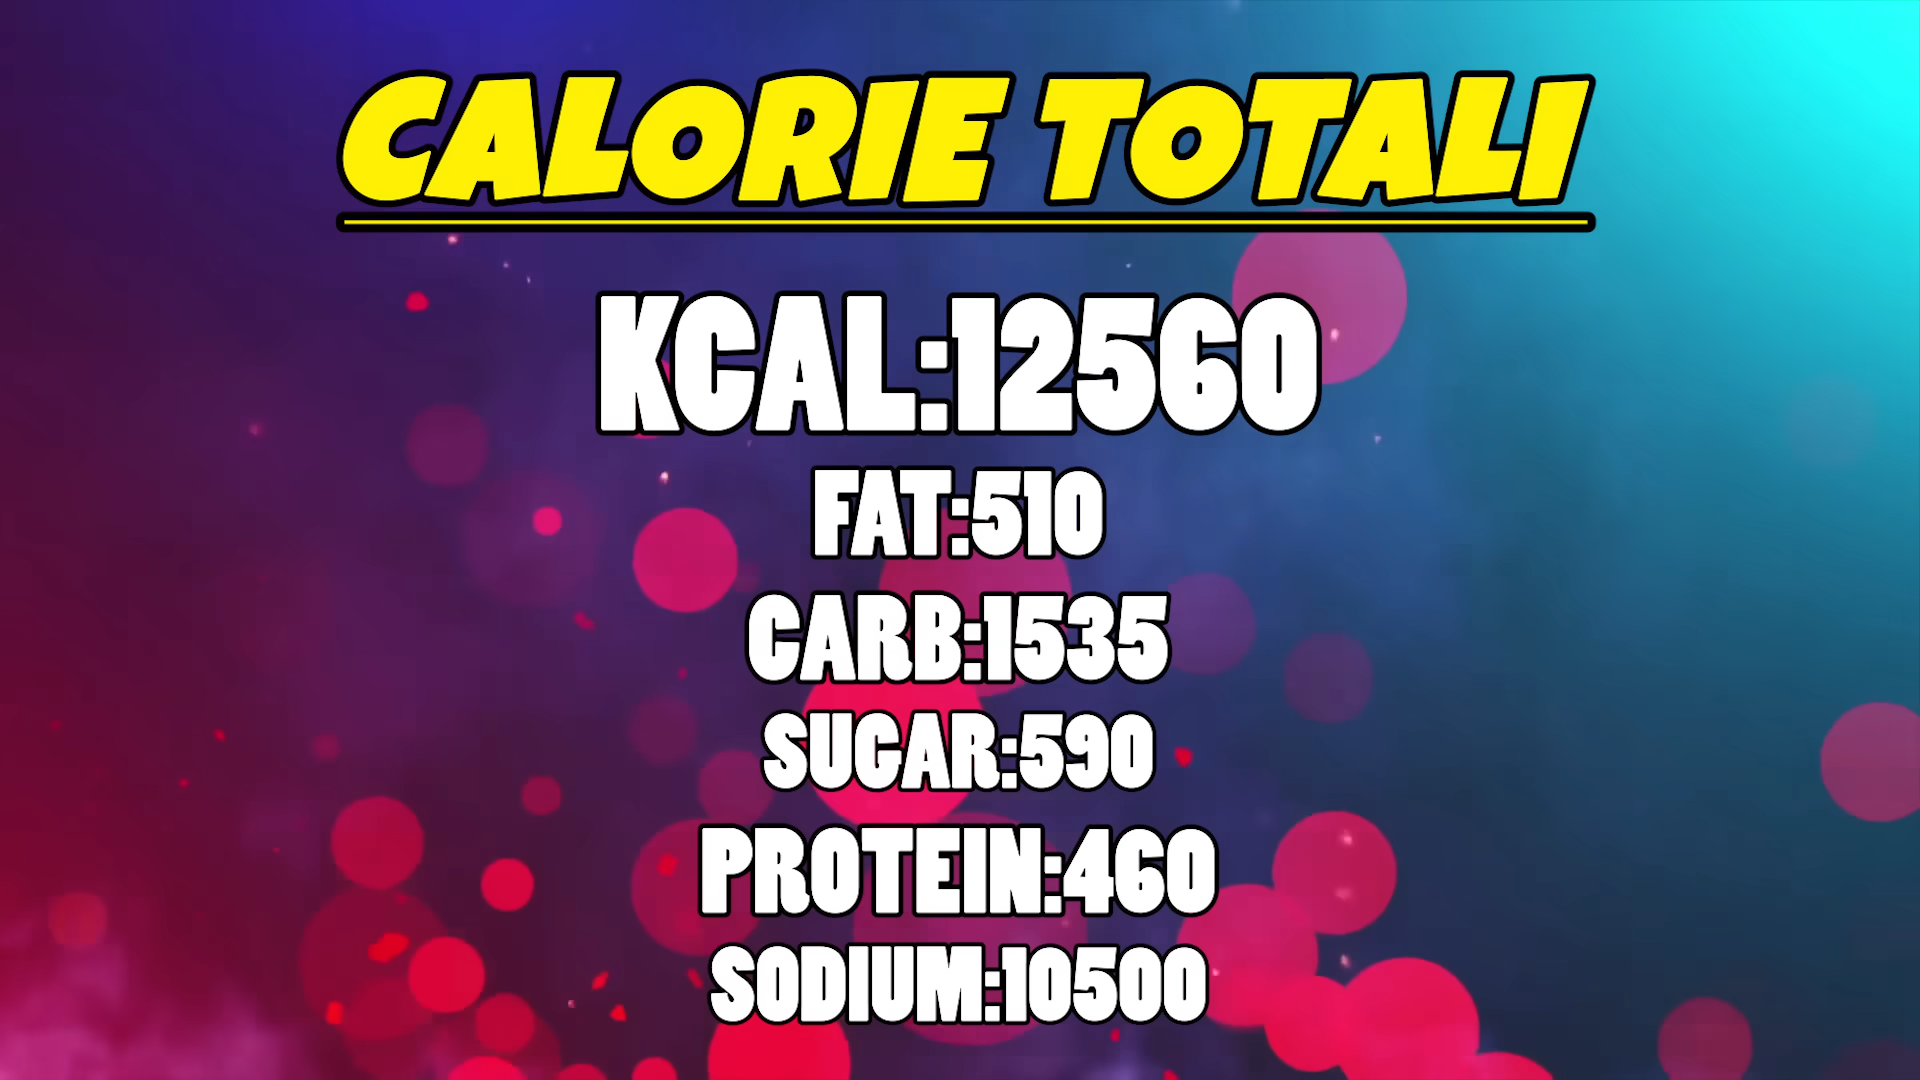 CALORIE TOTALI
KCAL:12560
FAT:510
CARB:1535
SUGAR:590
PROTEIN:460
SODIUM:10500